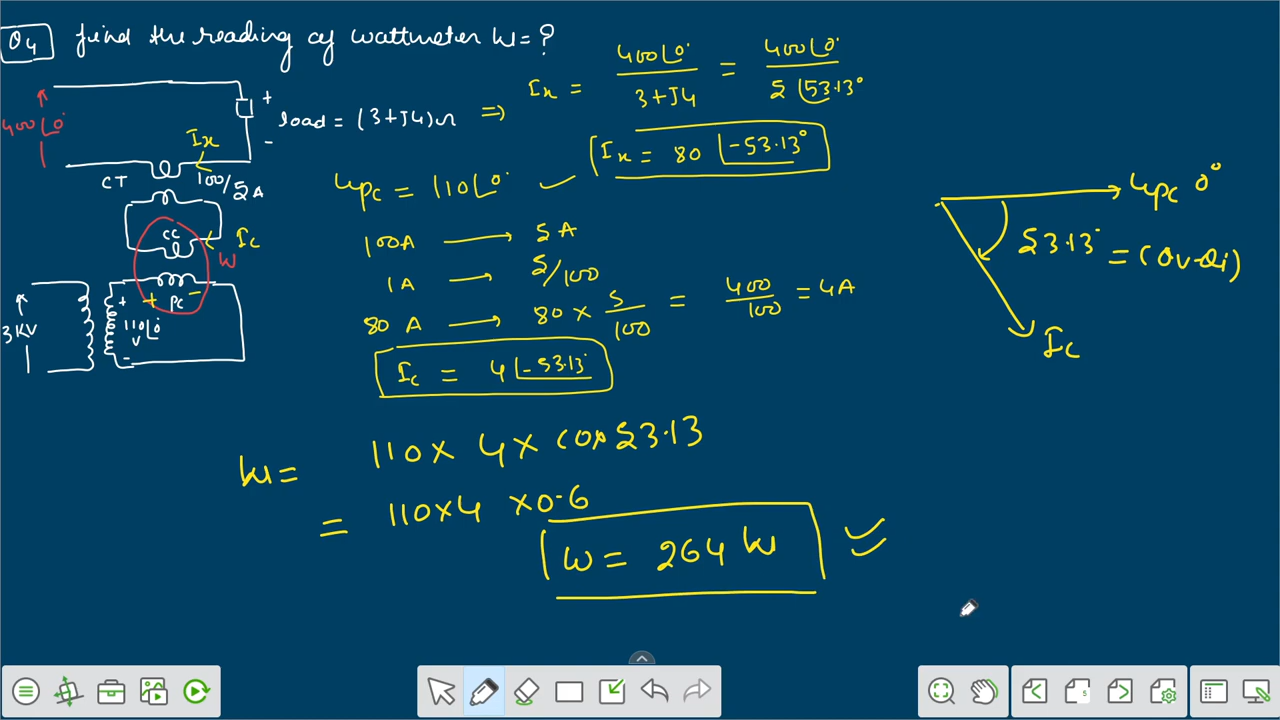 Q4 find the reading of wattmeter W=?
400∠0°
load = (3+J4)Ω ⇒
Ix = 400∠0° / 3+J4 = 400∠0° / 5∠53.13°
Ix = 80 ∠-53.13°
Ix
CT
100/5A
CC
Ic
W
+ PC -
3KV
+ 110∠0° V -
Vpc = 110∠0° ✓
100A → 5A
1A → 5/100
80 A → 80 × 5/100 = 400/100 = 4A
Ic = 4 ∠-53.13°
Vpc 0°
53.13° = (θv-θi)
Ic
W = 110 × 4 × cos 53.13
= 110×4 ×0.6
W = 264 W
5